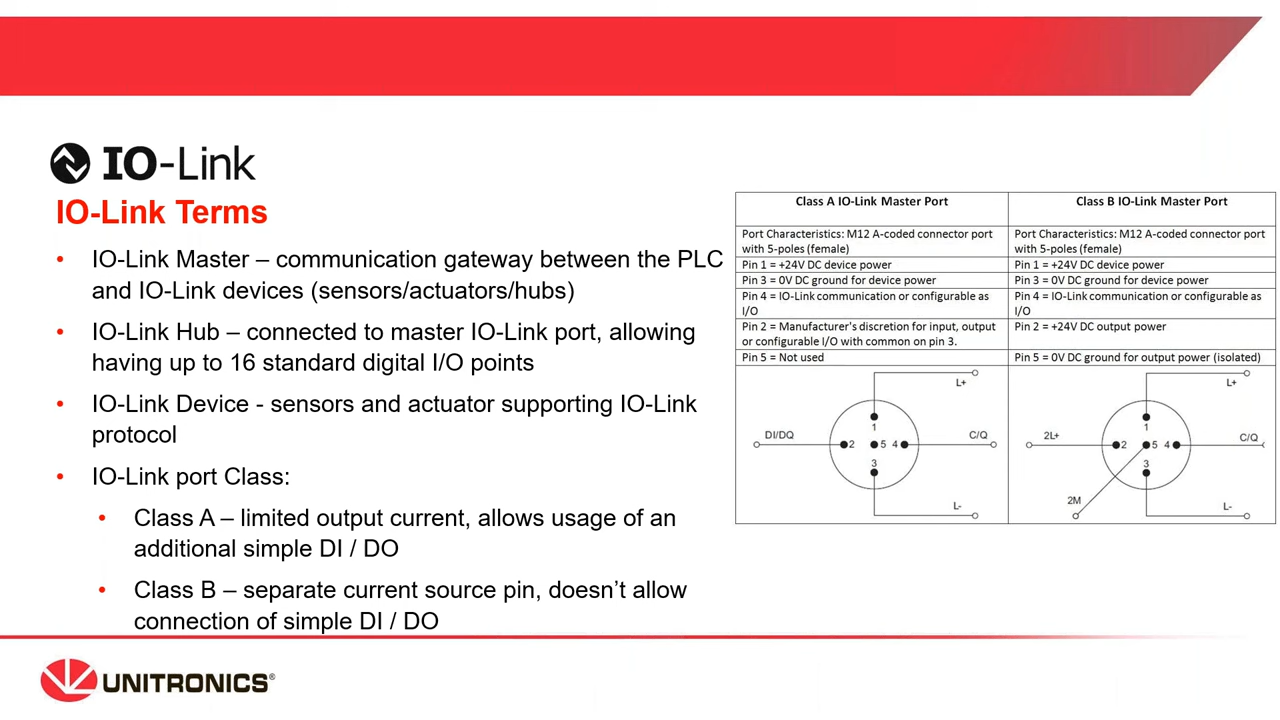 IO-Link
IO-Link Terms
• IO-Link Master – communication gateway between the PLC
and IO-Link devices (sensors/actuators/hubs)
• IO-Link Hub – connected to master IO-Link port, allowing
having up to 16 standard digital I/O points
• IO-Link Device - sensors and actuator supporting IO-Link
protocol
• IO-Link port Class:
• Class A – limited output current, allows usage of an
additional simple DI / DO
• Class B – separate current source pin, doesn’t allow
connection of simple DI / DO
Class A IO-Link Master Port
Port Characteristics: M12 A-coded connector port
with 5-poles (female)
Pin 1 = +24V DC device power
Pin 3 = 0V DC ground for device power
Pin 4 = IO-Link communication or configurable as
I/O
Pin 2 = Manufacturer's discretion for input, output
or configurable I/O with common on pin 3.
Pin 5 = Not used
L+
1
DI/DQ
2 5 4
C/Q
3
L-
Class B IO-Link Master Port
Port Characteristics: M12 A-coded connector port
with 5-poles (female)
Pin 1 = +24V DC device power
Pin 3 = 0V DC ground for device power
Pin 4 = IO-Link communication or configurable as
I/O
Pin 2 = +24V DC output power
Pin 5 = 0V DC ground for output power (isolated)
L+
1
2L+
2 5 4
C/Q
3
2M
L-
UNITRONICS®